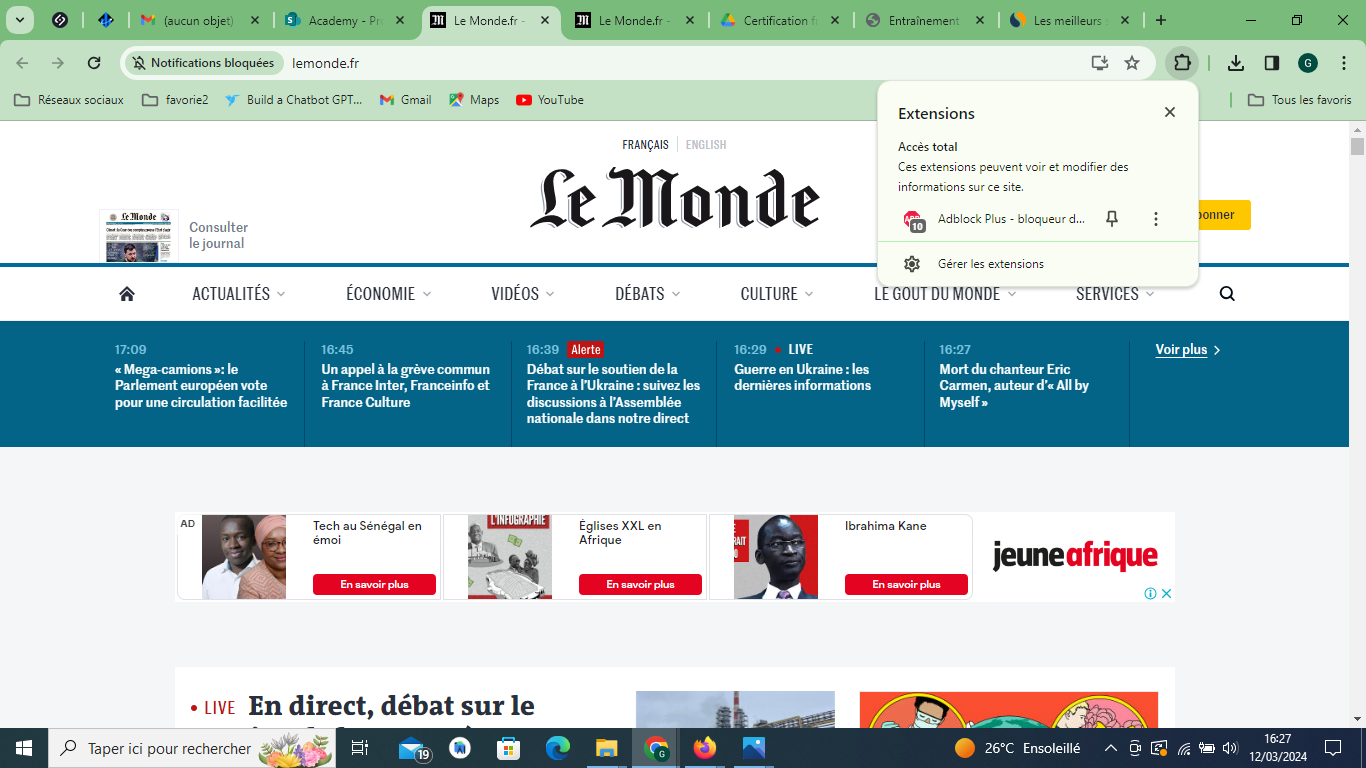 (aucun objet)
Academy - Pr
Le Monde.fr -
Le Monde.fr -
Certification f
Entraînement
Les meilleurs s
Notifications bloquées
lemonde.fr
G
Réseaux sociaux
favorie2
Build a Chatbot GPT...
Gmail
Maps
YouTube
Tous les favoris
Extensions
Accès total
Ces extensions peuvent voir et modifier des
informations sur ce site.
ABP
10
Adblock Plus - bloqueur d...
Gérer les extensions
FRANÇAIS
ENGLISH
Le Monde
Le Monde
Consulter
le journal
onner
ACTUALITÉS
ÉCONOMIE
VIDÉOS
DÉBATS
CULTURE
LE GOUT DU MONDE
SERVICES
17:09
« Mega-camions »: le
Parlement européen vote
pour une circulation facilitée
16:45
Un appel à la grève commun
à France Inter, Franceinfo et
France Culture
16:39 Alerte
Débat sur le soutien de la
France à l'Ukraine : suivez les
discussions à l'Assemblée
nationale dans notre direct
16:29 • LIVE
Guerre en Ukraine : les
dernières informations
16:27
Mort du chanteur Eric
Carmen, auteur d'« All by
Myself »
Voir plus
AD
Tech au Sénégal en
émoi
En savoir plus
L'INFOGRAPHIE
Églises XXL en
Afrique
En savoir plus
Ibrahima Kane
En savoir plus
jeuneafrique
• LIVE En direct, débat sur le
Taper ici pour rechercher
19
G
26°C Ensoleillé
16:27
12/03/2024